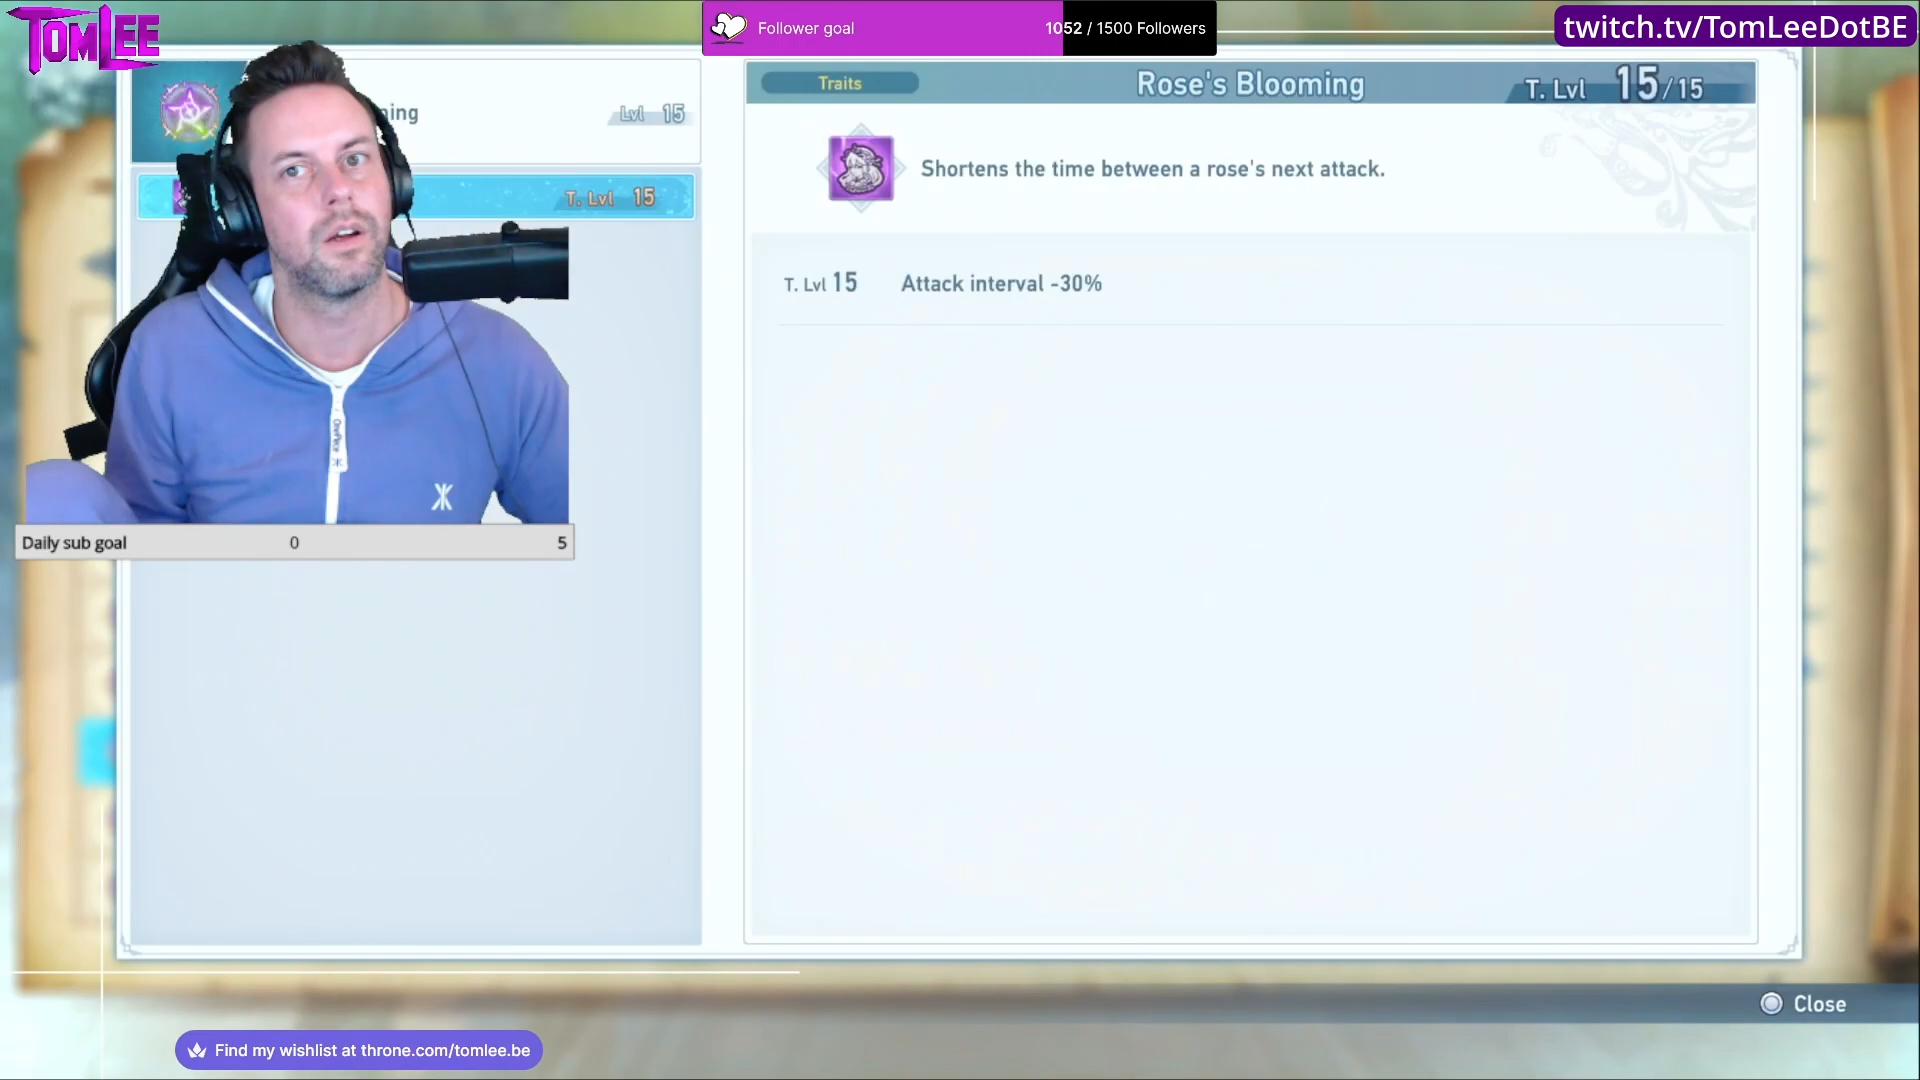 TOMLEE
Follower goal
1052 / 1500 Followers
twitch.tv/TomLeeDotBE
Lvl 15
T. Lvl 15
Traits
Rose's Blooming
T. Lvl 15/15
Shortens the time between a rose's next attack.
T. Lvl 15 Attack interval -30%
Daily sub goal 0 5
Close
Find my wishlist at throne.com/tomlee.be